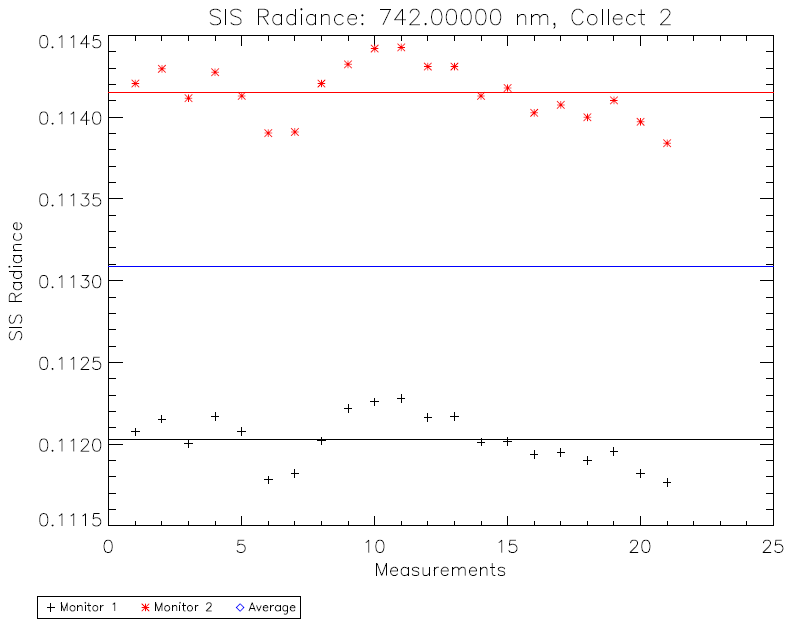 SIS Radiance: 742.00000 nm, Collect 2
0.1145
0.1140
0.1135
0.1130
0.1125
0.1120
0.1115
SIS Radiance
0 5 10 15 20 25
Measurements
Monitor 1 Monitor 2 Average